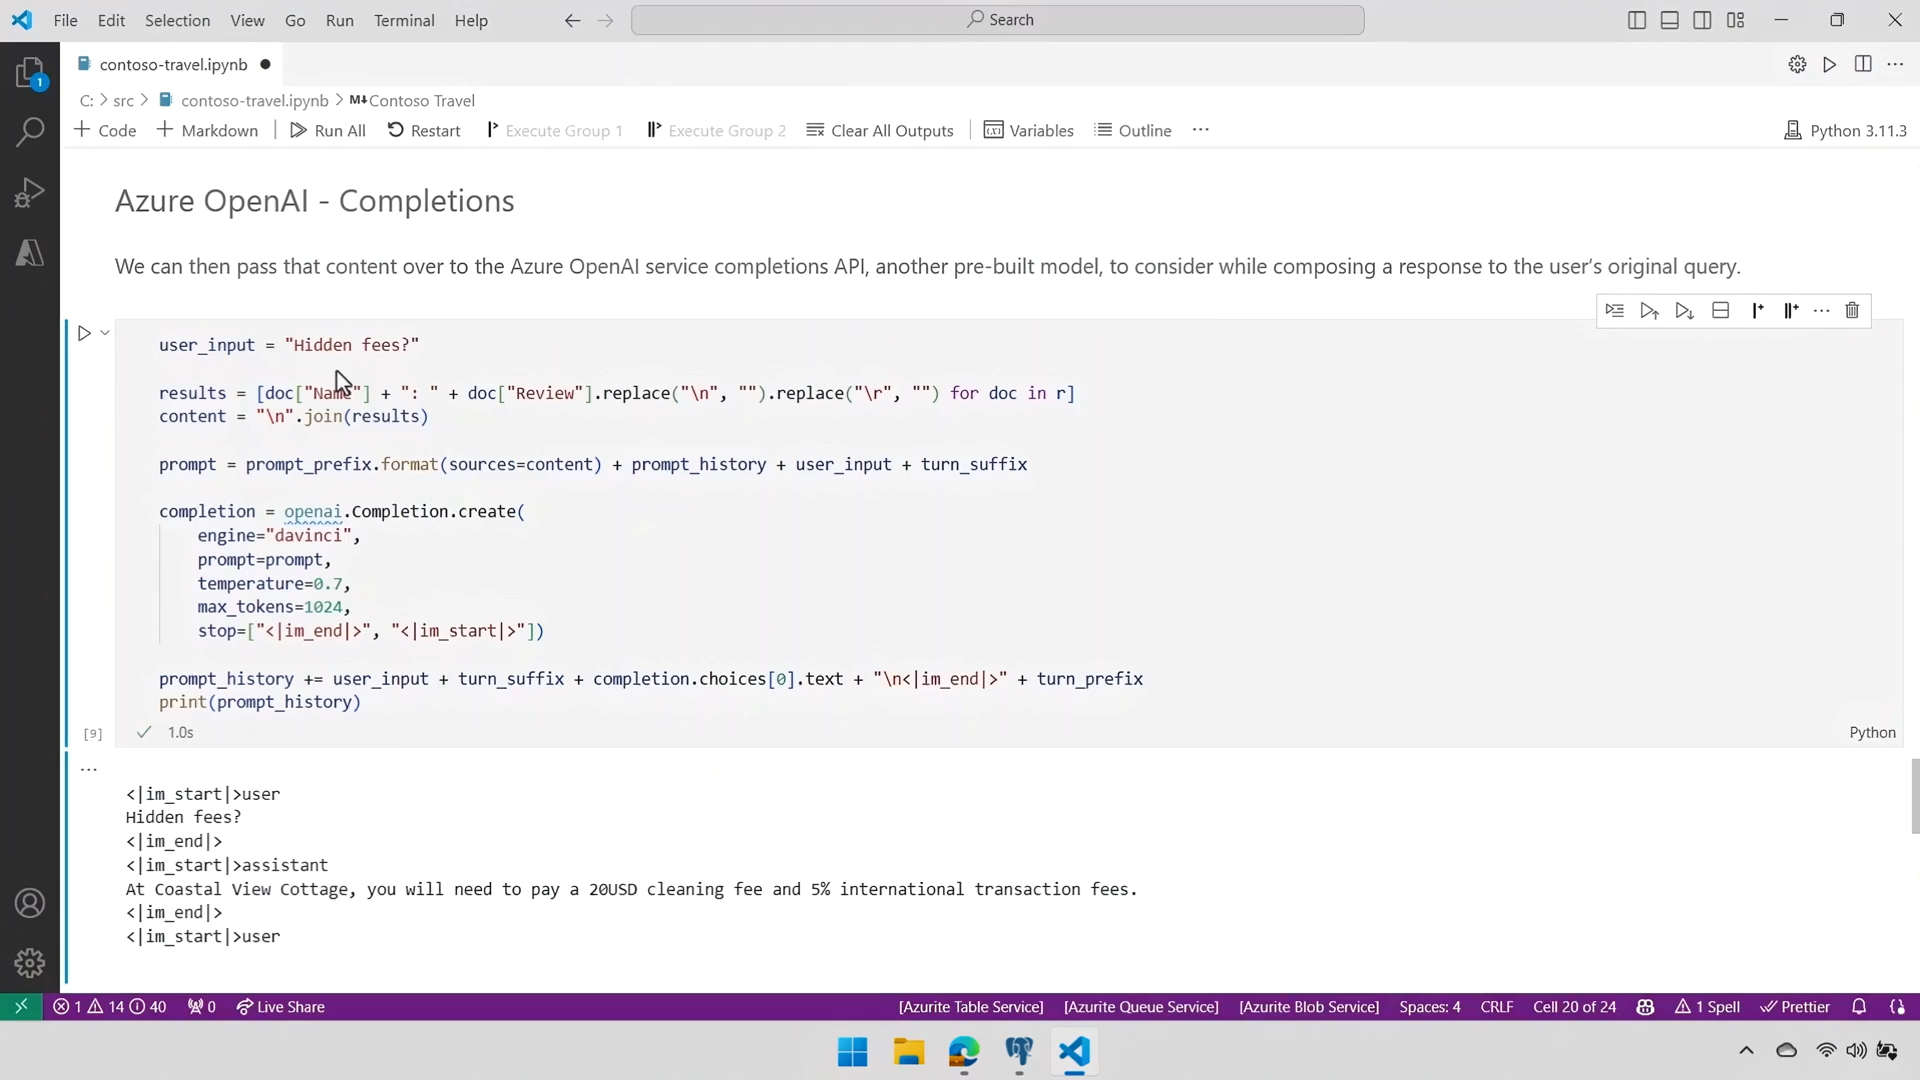 File Edit Selection View Go Run Terminal Help Search
contoso-travel.ipynb
1
C: > src > contoso-travel.ipynb > M↓Contoso Travel
+ Code + Markdown | Run All Restart Execute Group 1 Execute Group 2 Clear All Outputs | Variables Outline ... Python 3.11.3
Azure OpenAI - Completions
We can then pass that content over to the Azure OpenAI service completions API, another pre-built model, to consider while composing a response to the user's original query.
user_input = "Hidden fees?"
results = [doc["Name"] + ": " + doc["Review"].replace("\n", "").replace("\r", "") for doc in r]
content = "\n".join(results)
prompt = prompt_prefix.format(sources=content) + prompt_history + user_input + turn_suffix
completion = openai.Completion.create(
engine="davinci",
prompt=prompt,
temperature=0.7,
max_tokens=1024,
stop=["<|im_end|>", "<|im_start|>"])
prompt_history += user_input + turn_suffix + completion.choices[0].text + "\n<|im_end|>" + turn_prefix
print(prompt_history)
[9] 1.0s Python
...
<|im_start|>user
Hidden fees?
<|im_end|>
<|im_start|>assistant
At Coastal View Cottage, you will need to pay a 20USD cleaning fee and 5% international transaction fees.
<|im_end|>
<|im_start|>user
1 14 40 0 Live Share [Azurite Table Service] [Azurite Queue Service] [Azurite Blob Service] Spaces: 4 CRLF Cell 20 of 24 1 Spell Prettier